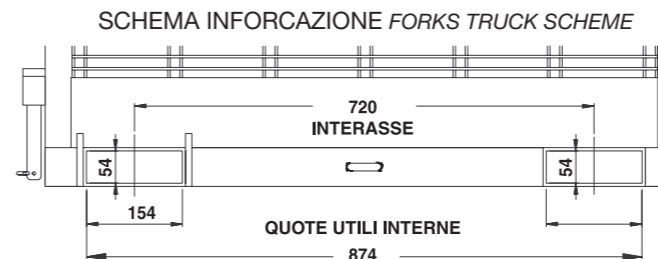 SCHEMA INFORCAZIONE FORKS TRUCK SCHEME
720
INTERASSE
54
54
154
QUOTE UTILI INTERNE
874